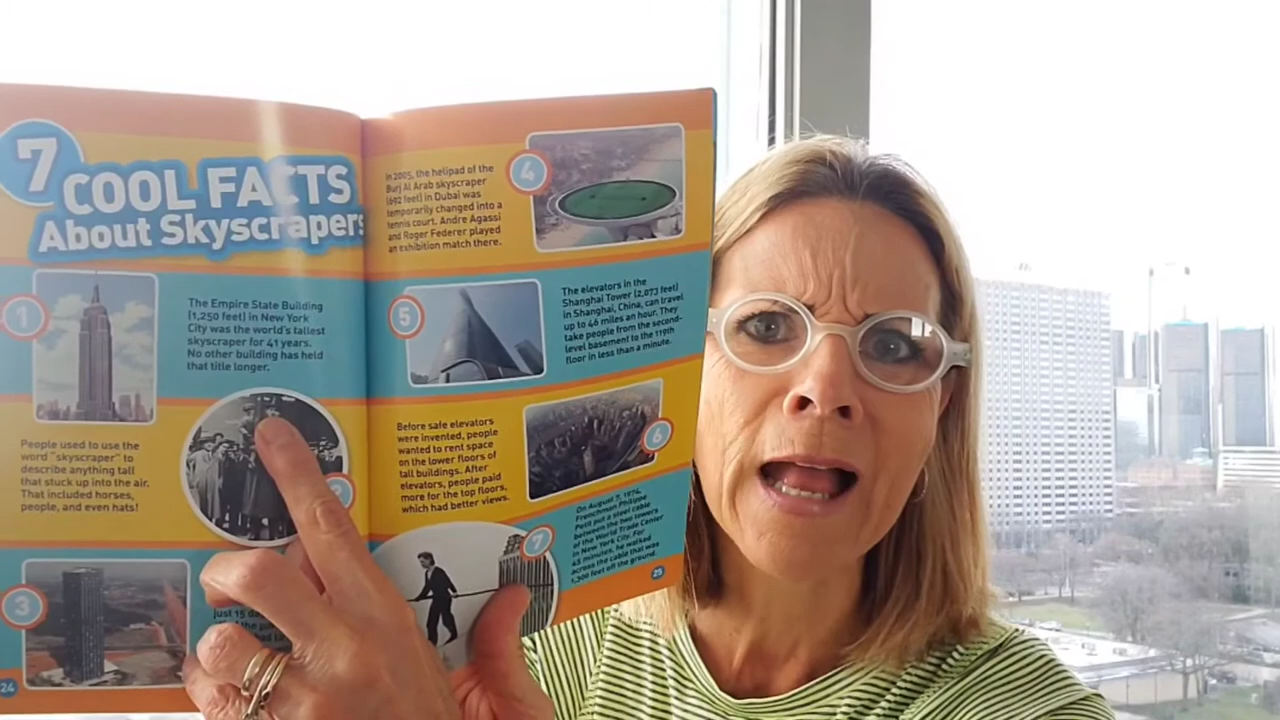 7
COOL FACTS
About Skyscrapers
1
The Empire State Building
(1,250 feet) in New York
City was the world's tallest
skyscraper for 41 years.
No other building has held
that title longer.
People used to use the
word "skyscraper" to
describe anything tall
that stuck up into the air.
That included horses,
people, and even hats!
3
just 15
24
In 2005, the helipad of the
Burj Al Arab skyscraper
(692 feet) in Dubai was
temporarily changed into a
tennis court. Andre Agassi
and Roger Federer played
an exhibition match there.
4
5
The elevators in the
Shanghai Tower (2,073 feet)
in Shanghai, China, can travel
up to 46 miles an hour. They
take people from the second-
level basement to the 119th
floor in less than a minute.
Before safe elevators
were invented, people
wanted to rent space
on the lower floors of
tall buildings. After
elevators, people paid
more for the top floors,
which had better views.
6
7
On August 7, 1974,
Frenchman Philippe
Petit put a steel cable
between the two towers
of the World Trade Center
in New York City. For
45 minutes, he walked
across the cable that was
1,300 feet off the ground.
25